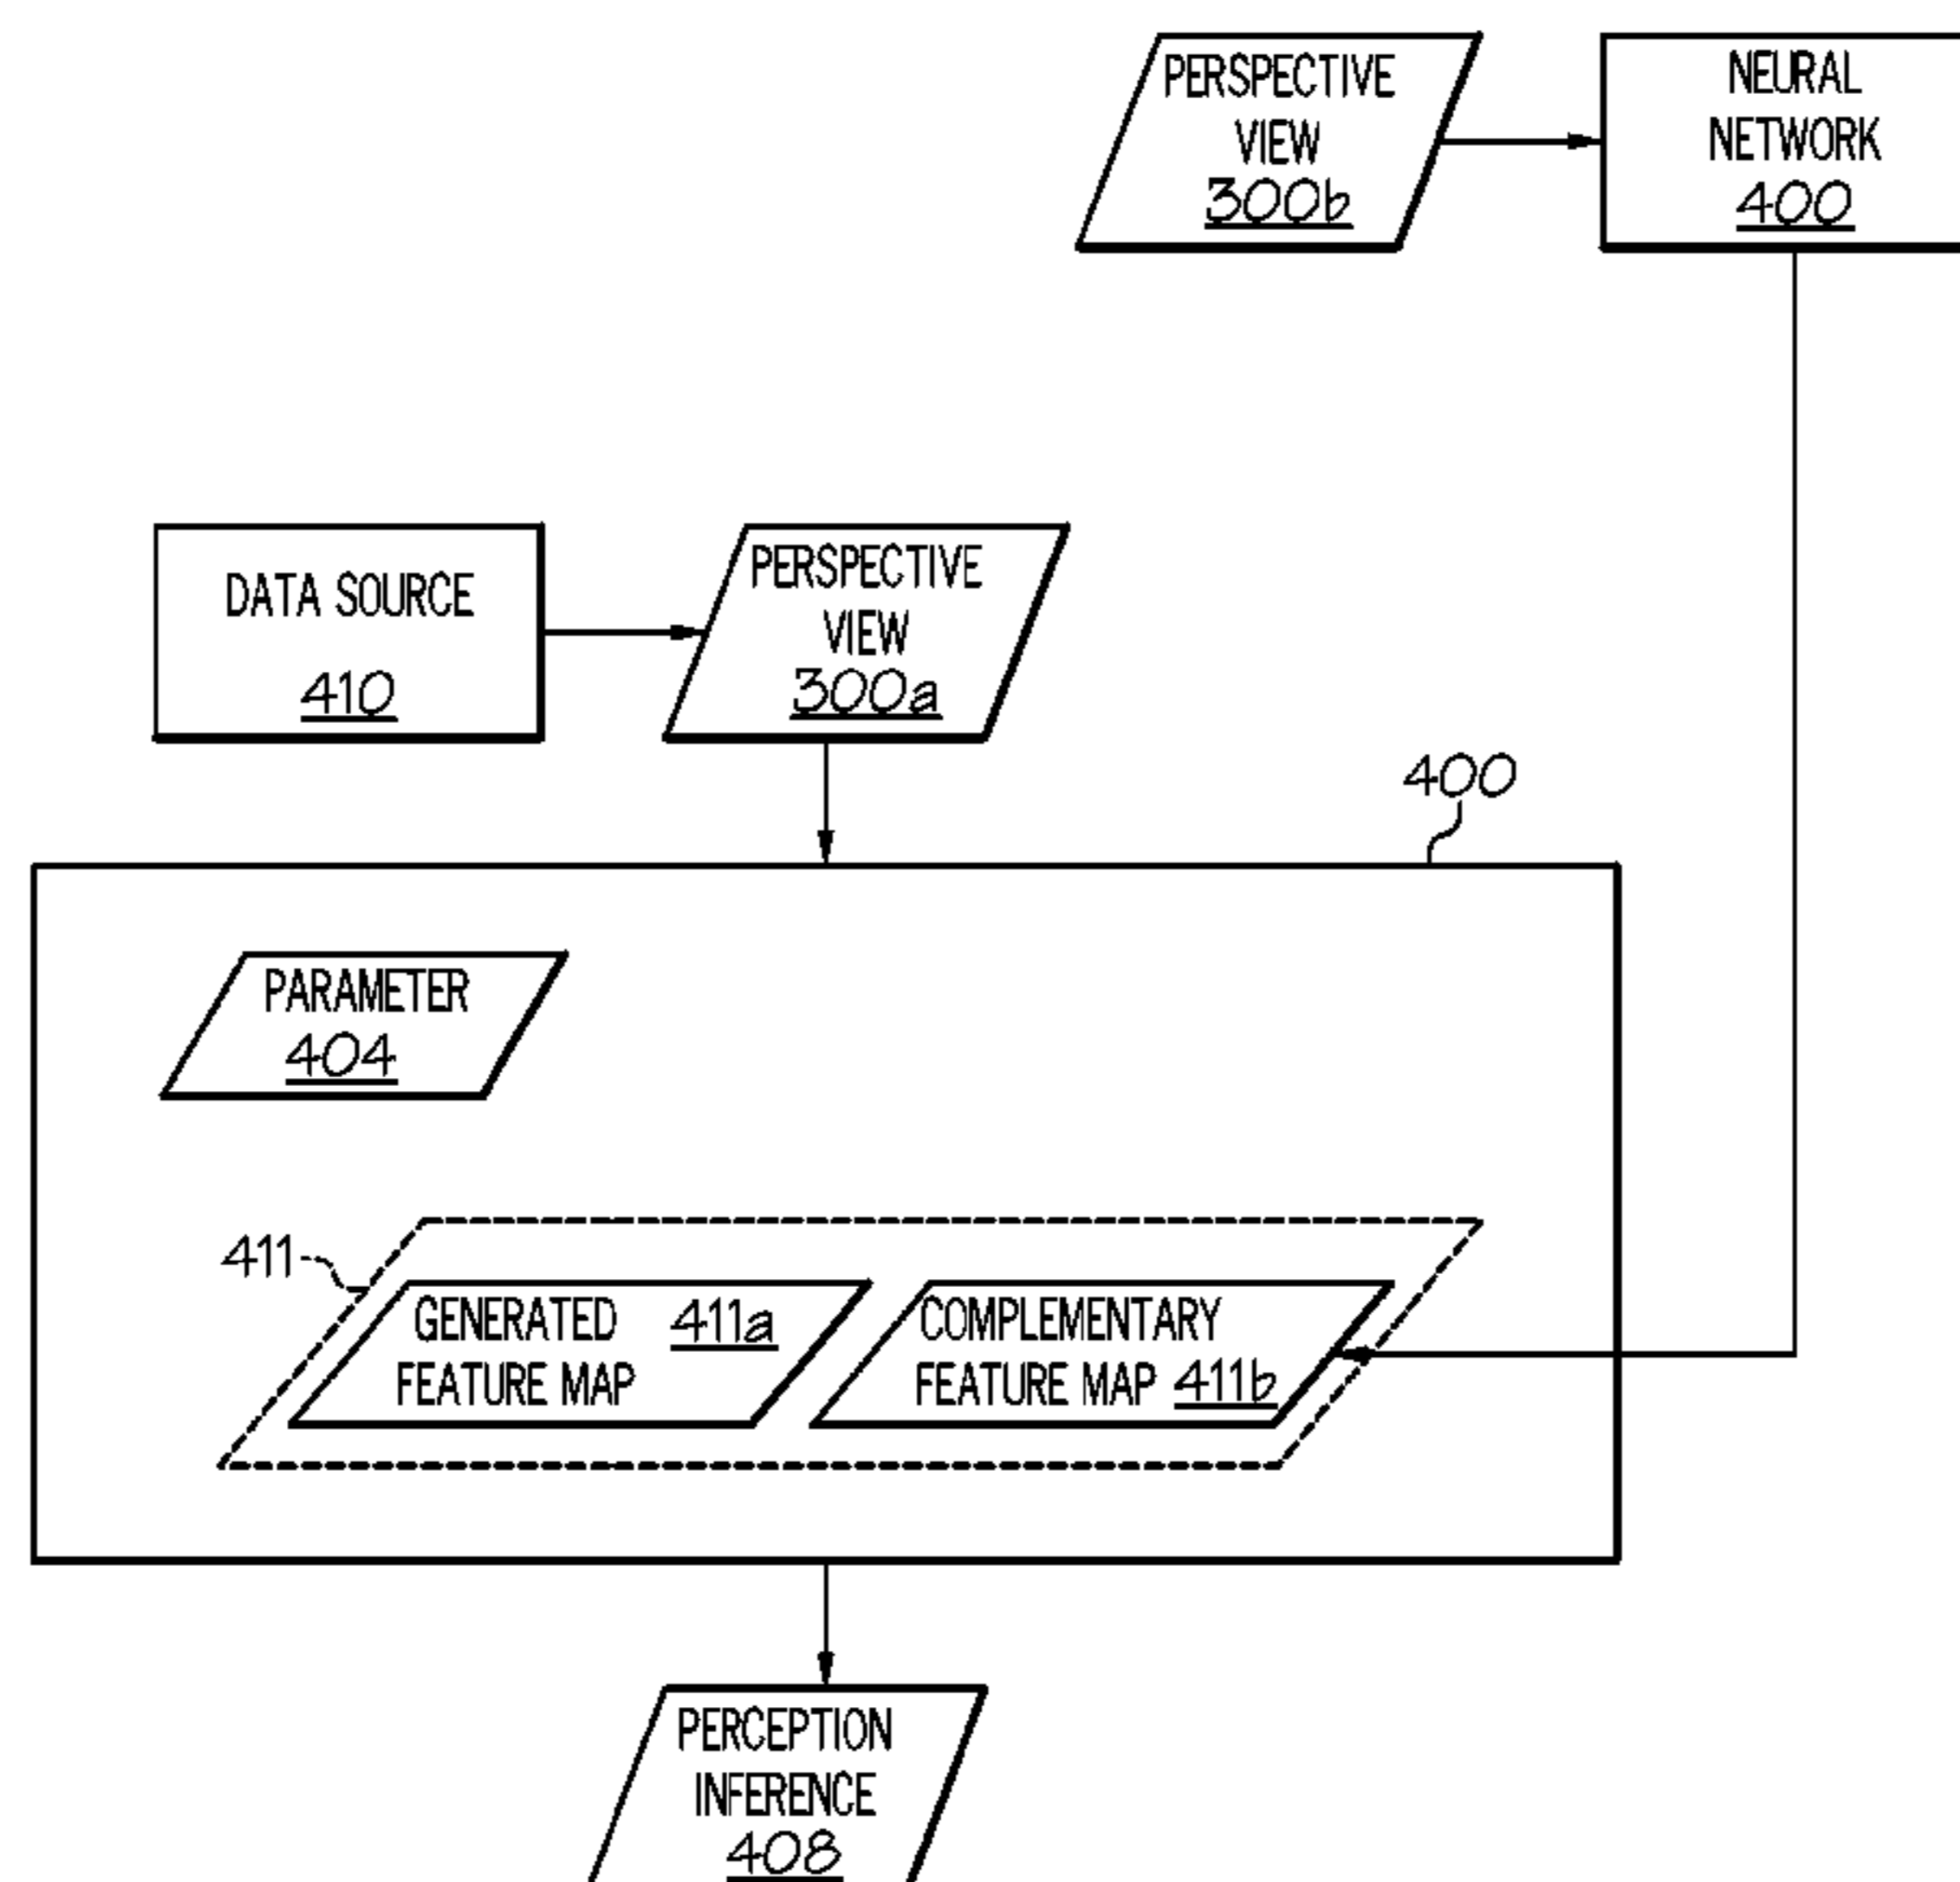 PERSPECTIVE
VIEW
300b
NEURAL
NETWORK
400
DATA SOURCE
410
PERSPECTIVE
VIEW
300a
400
PARAMETER
404
411
GENERATED
FEATURE MAP
411a
COMPLEMENTARY
FEATURE MAP 411b
PERCEPTION
INFERENCE
408